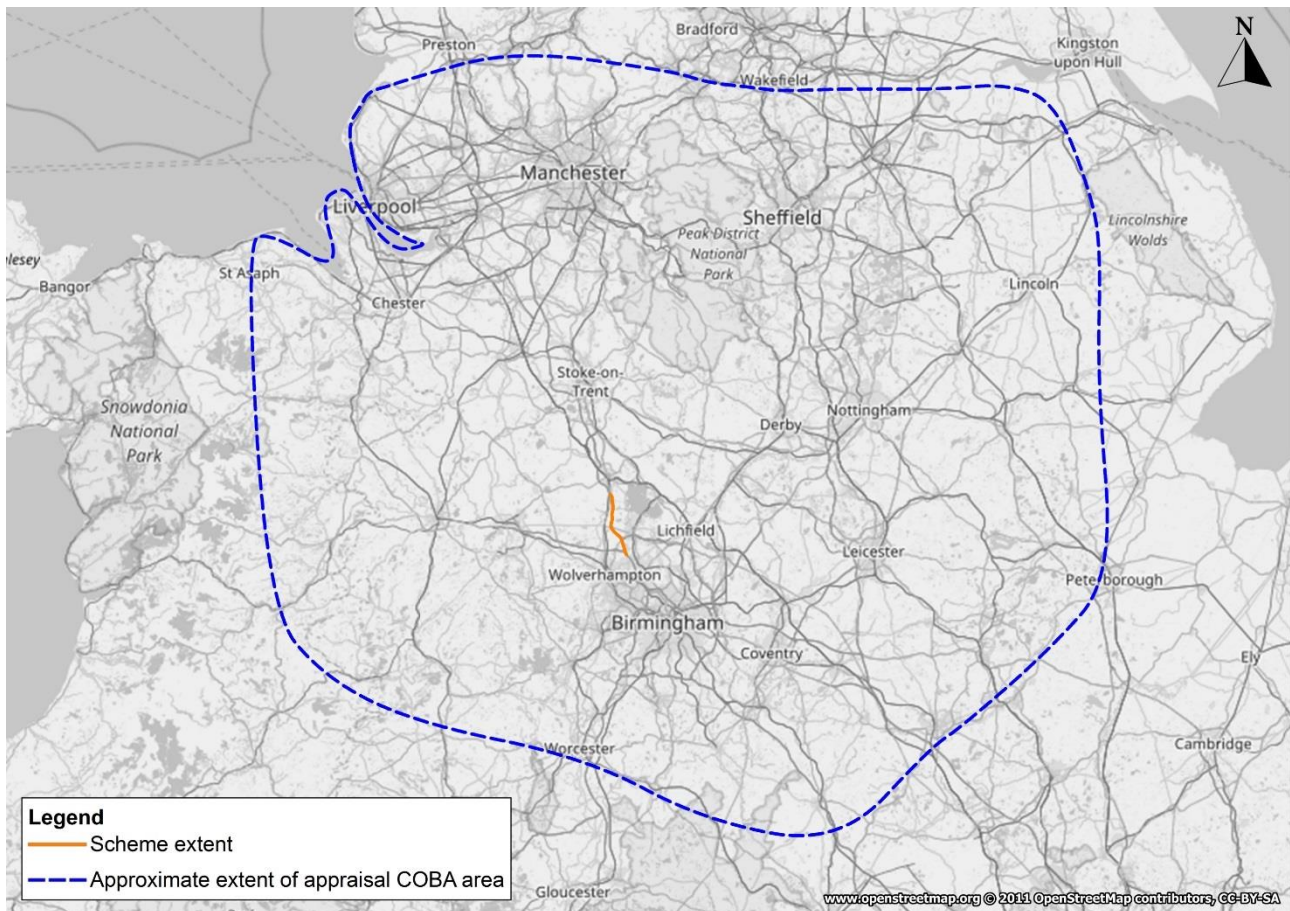 Preston
Bradford
Kingston
upon Hull
N
Wakefield
Manchester
Liverpool
Sheffield
Peak District
National
Park
Lincolnshire
Wolds
glesey
Bangor
St Asaph
Chester
Lincoln
Stoke-on-
Trent
Snowdonia
National
Park
Nottingham
Derby
Lichfield
Leicester
Wolverhampton
Peterborough
Birmingham
Coventry
Ely
Worcester
Cambridge
Legend
Scheme extent
Approximate extent of appraisal COBA area
Gloucester
www.openstreetmap.org © 2011 OpenStreetMap contributors, CC-BY-SA